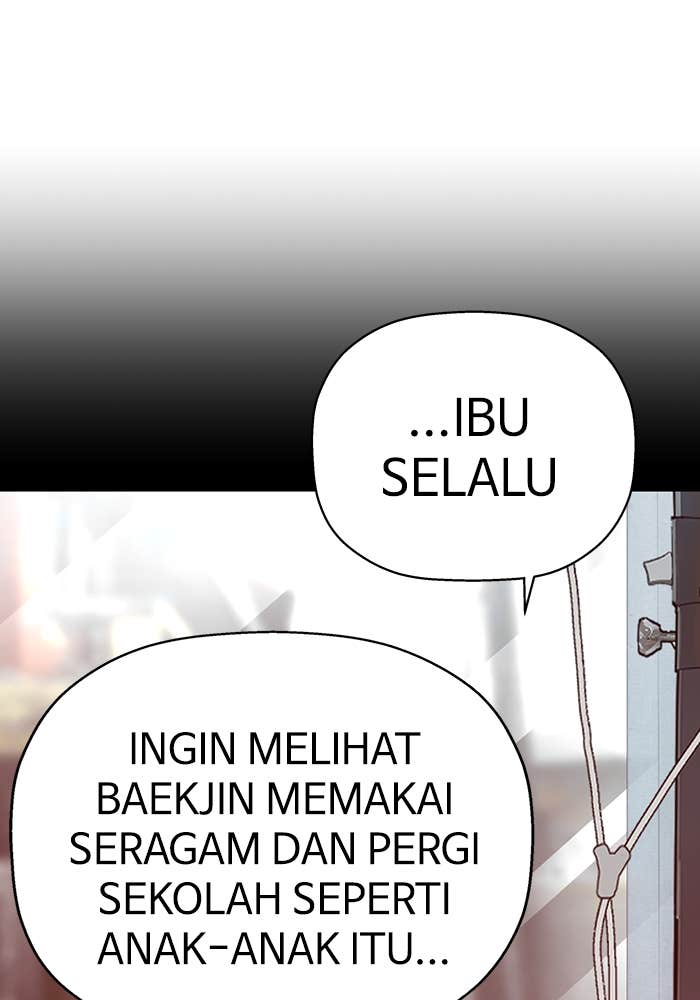 ...IBU
SELALU
INGIN MELIHAT
BAEKJIN MEMAKAI
SERAGAM DAN PERGI
SEKOLAH SEPERTI
ANAK-ANAK ITU...